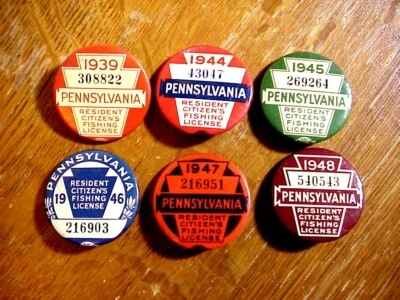 1939
308822
PENNSYLVANIA
RESIDENT
CITIZEN'S
FISHING
LICENSE
1944
43047
PENNSYLVANIA
RESIDENT
CITIZEN'S
FISHING
LICENSE
1945
269264
PENNSYLVANIA
RESIDENT
CITIZEN'S
FISHING
LICENSE
PENNSYLVANIA
RESIDENT
CITIZEN'S
19 FISHING 46
LICENSE
216903
1947
216951
PENNSYLVANIA
RESIDENT
CITIZEN'S
FISHING
LICENSE
1948
540543
PENNSYLVANIA
RESIDENT
CITIZEN'S
FISHING
LICENSE